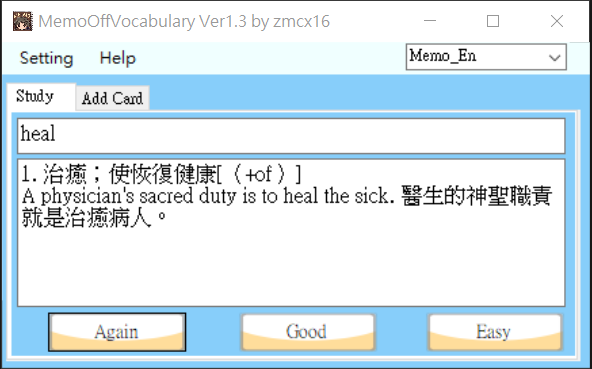 MemoOffVocabulary Ver1.3 by zmcx16
Setting Help Memo_En
Study Add Card
heal
1. 治癒；使恢復健康[（+of）]
A physician's sacred duty is to heal the sick. 醫生的神聖職責
就是治癒病人。
Again Good Easy